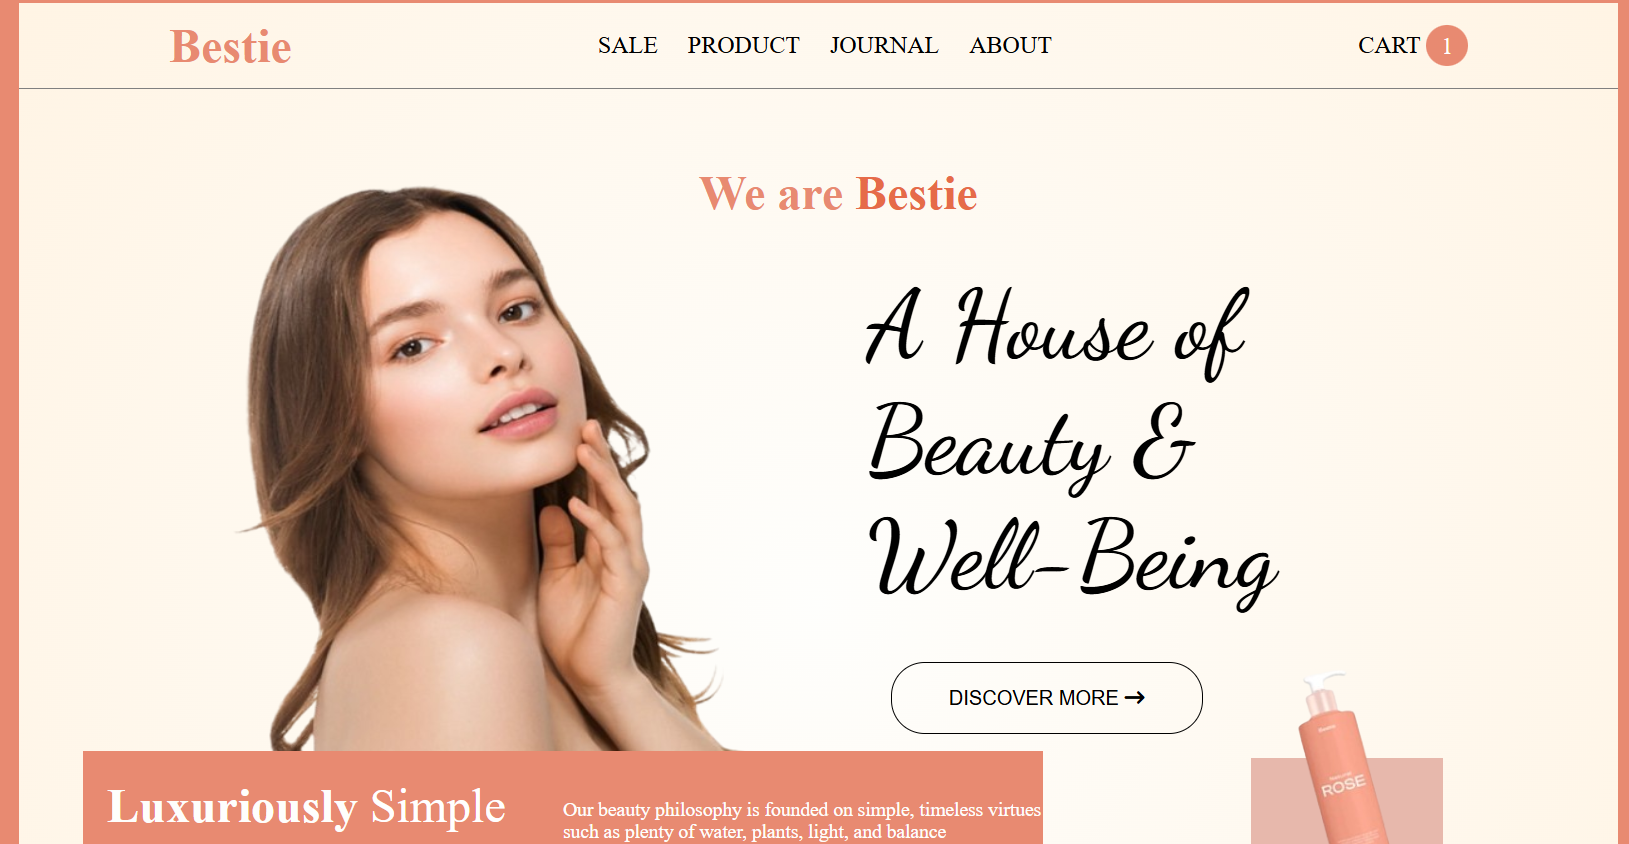 Bestie
SALE PRODUCT JOURNAL ABOUT
CART 1
We are Bestie
A House of
Beauty &
Well-Being
DISCOVER MORE →
ROSE
Luxuriously Simple
Our beauty philosophy is founded on simple, timeless virtues
such as plenty of water, plants, light, and balance